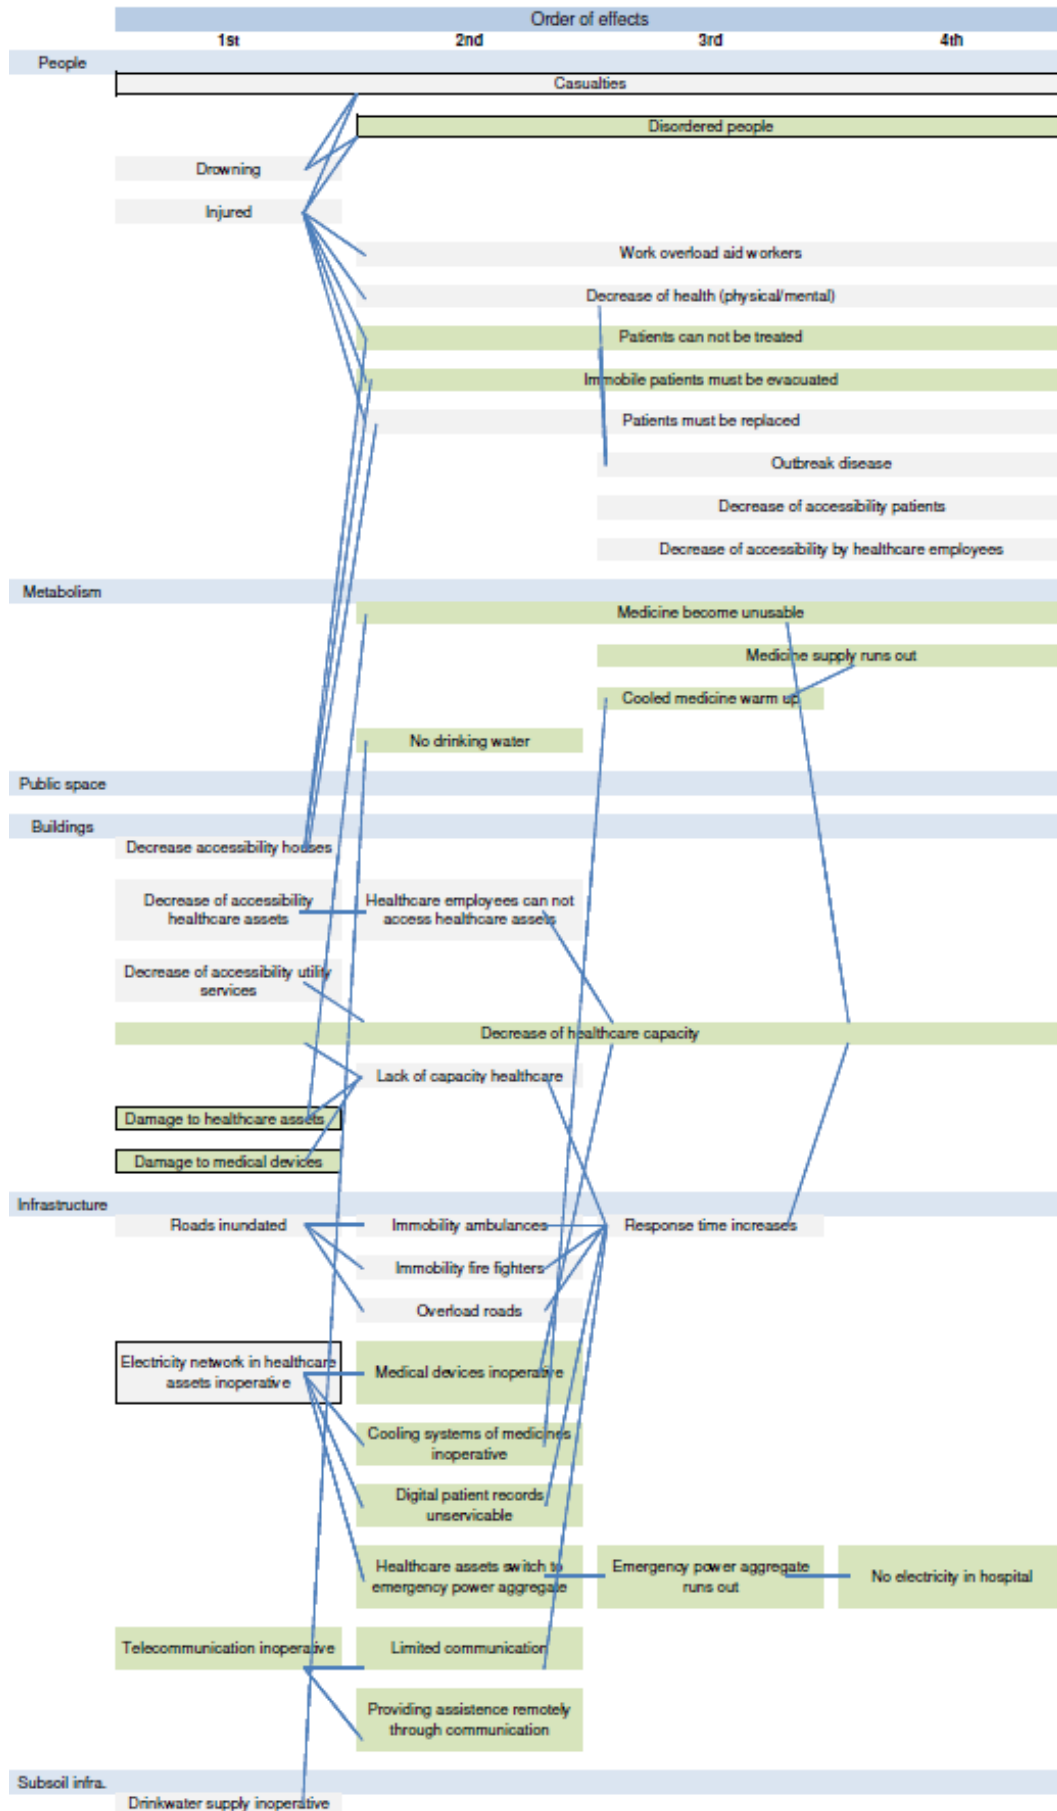 Order of effects
1st 2nd 3rd 4th
People
Casualties
Disordered people
Drowning
Injured
Work overload aid workers
Decrease of health (physical/mental)
Patients can not be treated
Immobile patients must be evacuated
Patients must be replaced
Outbreak disease
Decrease of accessibility patients
Decrease of accessibility by healthcare employees
Metabolism
Medicine become unusable
Medicine supply runs out
Cooled medicine warm up
No drinking water
Public space
Buildings
Decrease accessibility houses
Decrease of accessibility
healthcare assets
Healthcare employees can not
access healthcare assets
Decrease of accessibility utility
services
Decrease of healthcare capacity
Lack of capacity healthcare
Damage to healthcare assets
Damage to medical devices
Infrastructure
Roads inundated
Immobility ambulances
Response time increases
Immobility fire fighters
Overload roads
Electricity network in healthcare
assets inoperative
Medical devices inoperative
Cooling systems of medicines
inoperative
Digital patient records
unservicable
Healthcare assets switch to
emergency power aggregate
Emergency power aggregate
runs out
No electricity in hospital
Telecommunication inoperative
Limited communication
Providing assistence remotely
through communication
Subsoil infra.
Drinkwater supply inoperative